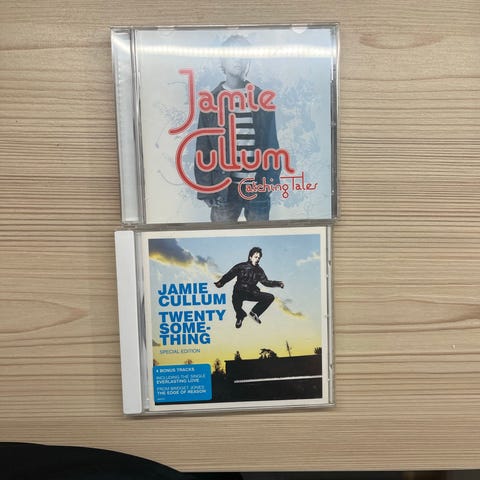 Jamie
Cullum
Catching Tales
JAMIE
CULLUM
TWENTY
SOME-
THING
SPECIAL EDITION
4 BONUS TRACKS
INCLUDING THE SINGLE
EVERLASTING LOVE
FROM BRIDGET JONES
THE EDGE OF REASON